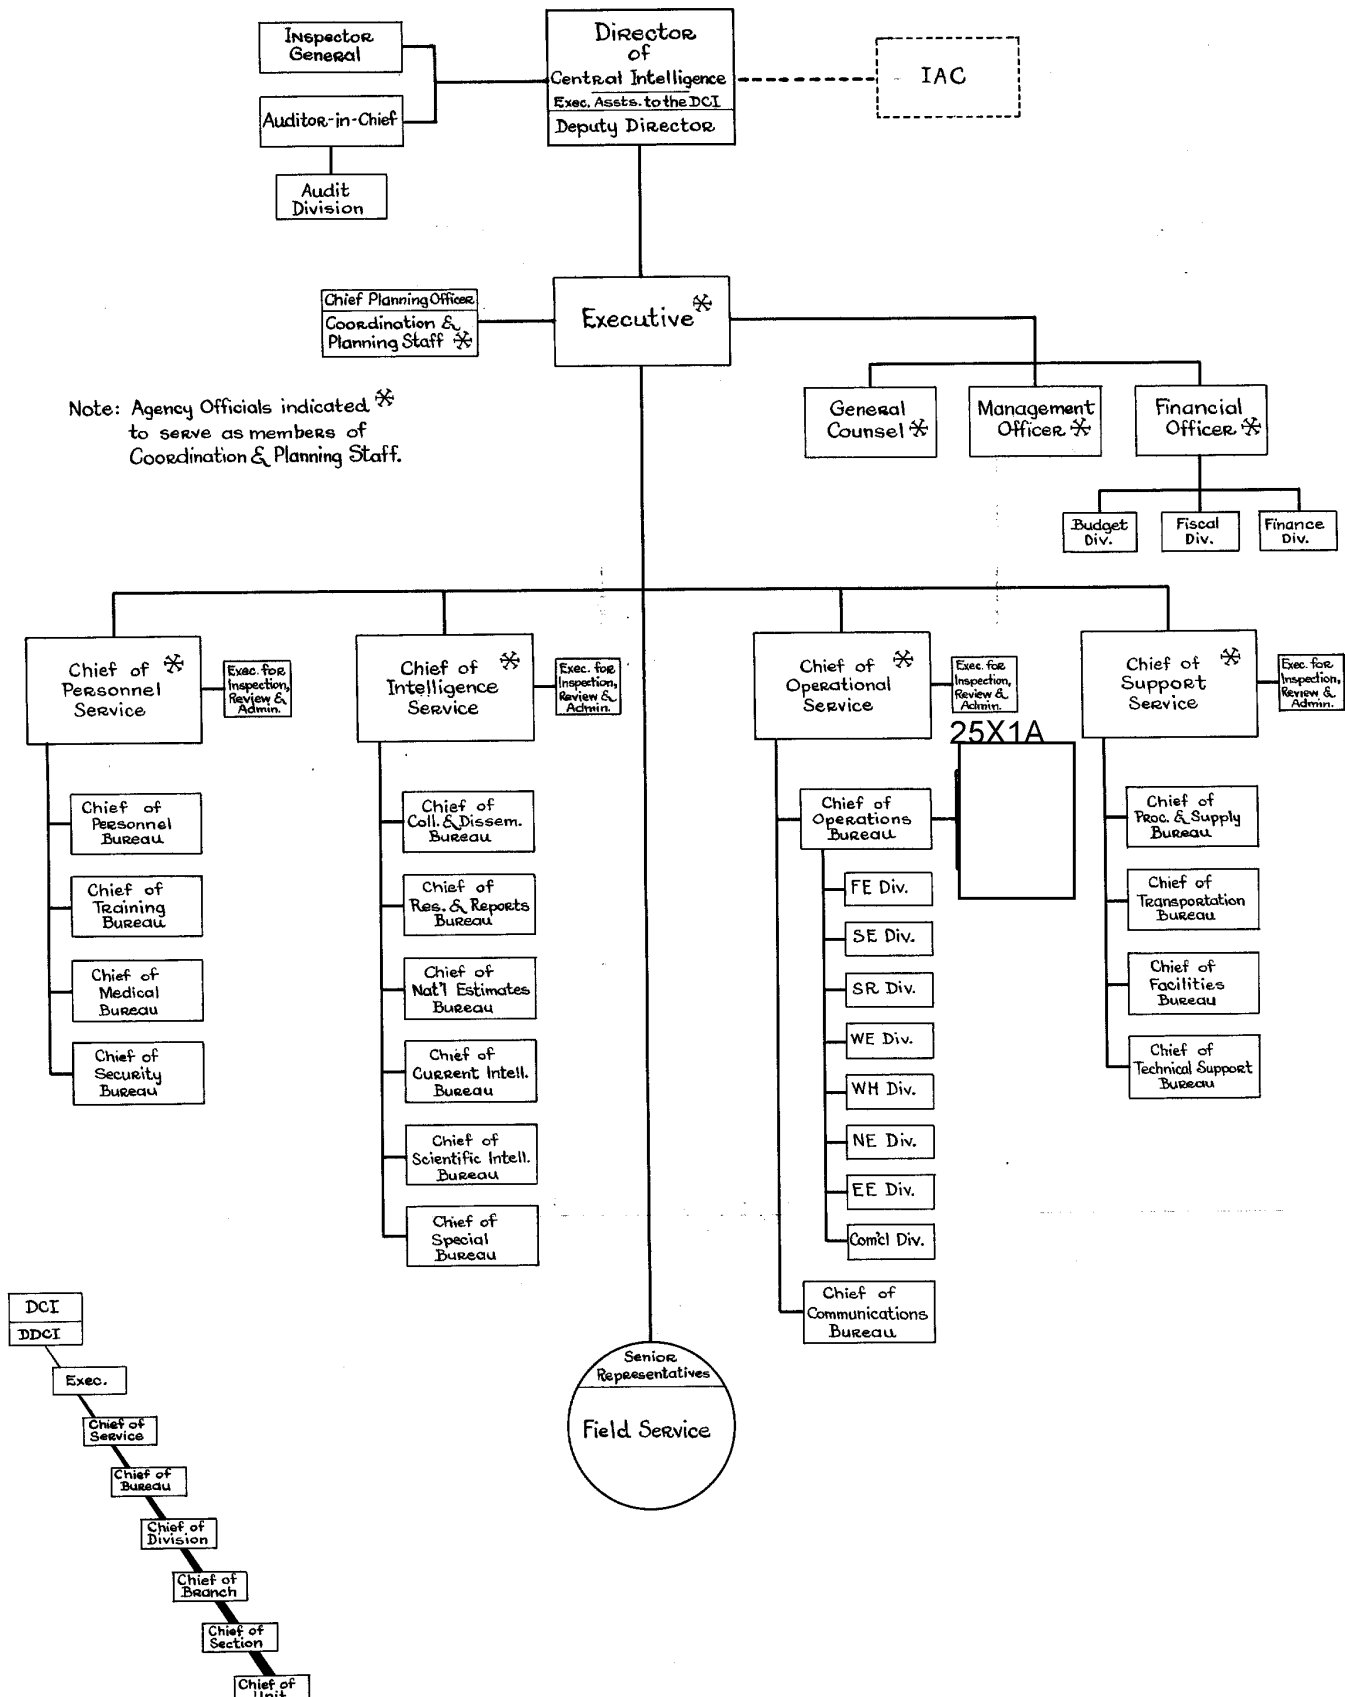 Inspector
General
Auditor-in-Chief
Audit
Division
Director
of
Central Intelligence
Exec. Assts. to the DCI
Deputy Director
IAC
Chief Planning Officer
Coordination &
Planning Staff
Executive
Note: Agency Officials indicated
to serve as members of
Coordination & Planning Staff.
General
Counsel
Management
Officer
Financial
Officer
Budget
Div.
Fiscal
Div.
Finance
Div.
Chief of
Personnel
Service
Exec. for
Inspection,
Review &
Admin.
Chief of
Personnel
Bureau
Chief of
Training
Bureau
Chief of
Medical
Bureau
Chief of
Security
Bureau
Chief of
Intelligence
Service
Exec. for
Inspection,
Review &
Admin.
Chief of
Coll. & Dissem.
Bureau
Chief of
Res. & Reports
Bureau
Chief of
Nat'l Estimates
Bureau
Chief of
Current Intell.
Bureau
Chief of
Scientific Intell.
Bureau
Chief of
Special
Bureau
Chief of
Operational
Service
Exec. for
Inspection,
Review &
Admin.
25X1A
Chief of
Operations
Bureau
FE Div.
SE Div.
SR Div.
WE Div.
WH Div.
NE Div.
EE Div.
Com'cl Div.
Chief of
Communications
Bureau
Chief of
Support
Service
Exec. for
Inspection,
Review &
Admin.
Chief of
Proc. & Supply
Bureau
Chief of
Transportation
Bureau
Chief of
Facilities
Bureau
Chief of
Technical Support
Bureau
Senior
Representatives
Field Service
DCI
DDCI
Exec.
Chief of
Service
Chief of
Bureau
Chief of
Division
Chief of
Branch
Chief of
Section
Chief of
Unit